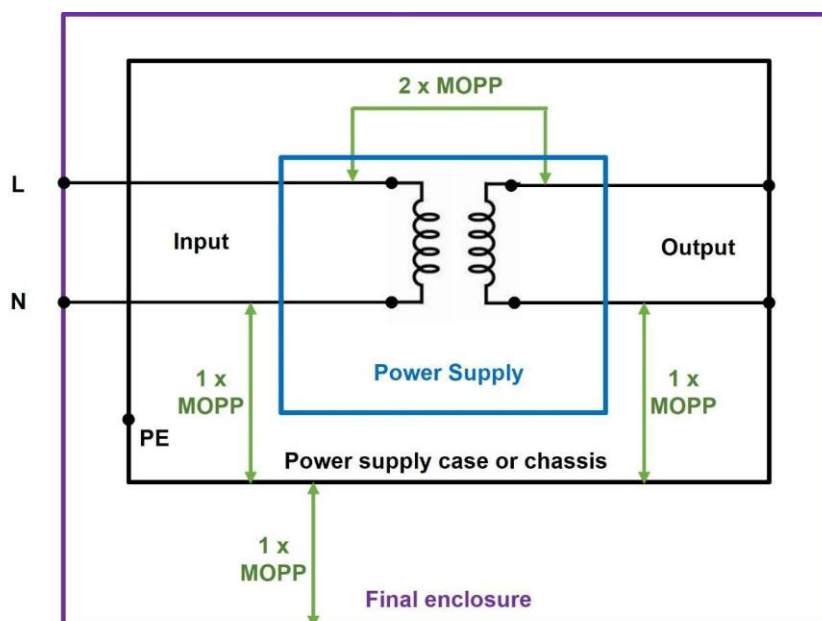 2 x MOPP
L
Input
Output
N
Power Supply
1 x
MOPP
1 x
MOPP
PE
Power supply case or chassis
1 x
MOPP
Final enclosure